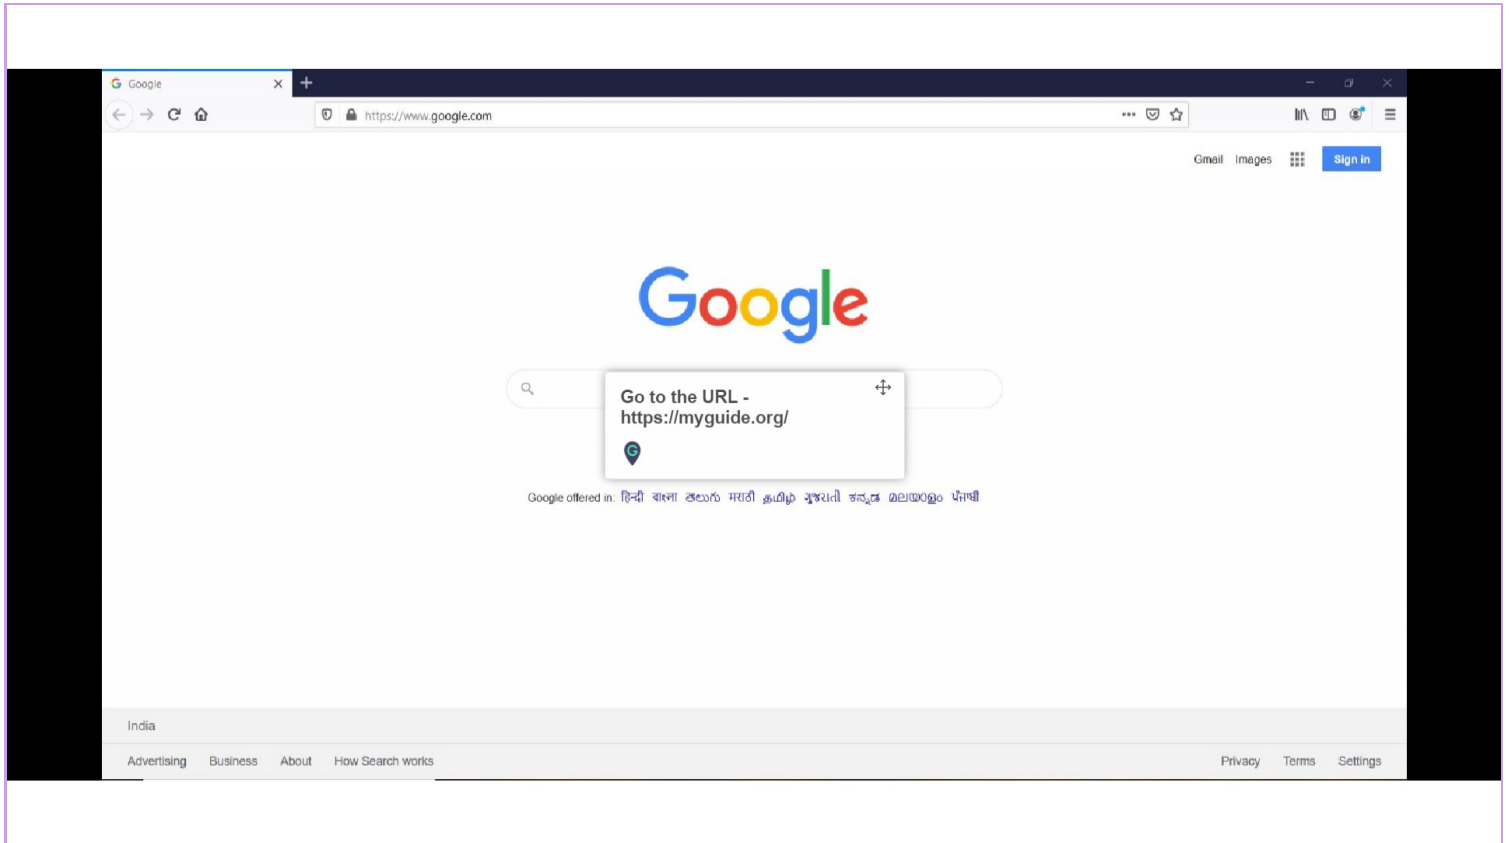 Google
https://www.google.com
Gmail Images Sign in
Google
Go to the URL -
https://myguide.org/
Google offered in: हिन्दी বাংলা తెలుగు मराठी தமிழ் ગુજરાતી ಕನ್ನಡ മലയാളം ਪੰਜਾਬੀ
India
Advertising Business About How Search works Privacy Terms Settings